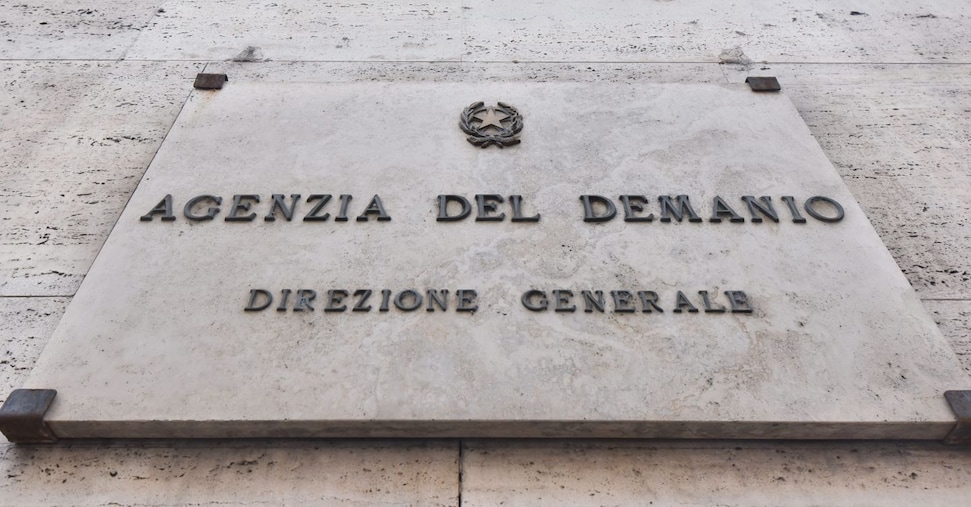 AGENZIA DEL DEMANIO
DIREZIONE GENERALE